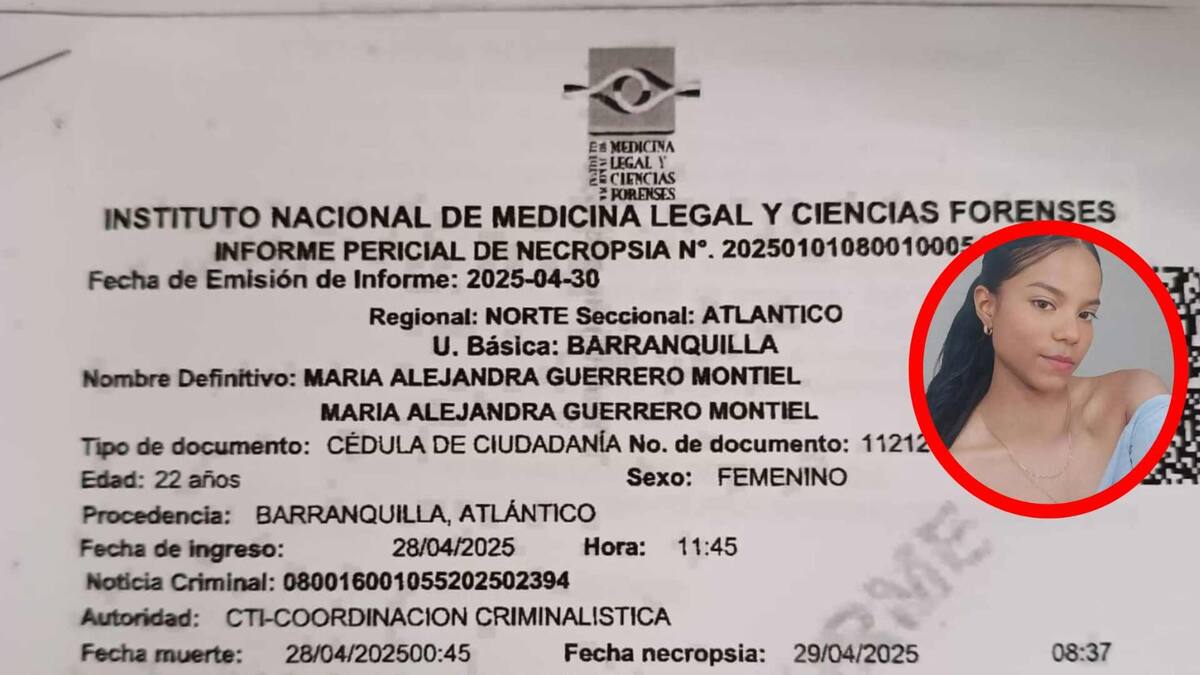 MEDICINA
LEGAL Y
CIENCIAS
FORENSES
INSTITUTO NACIONAL DE MEDICINA LEGAL Y CIENCIAS FORENSES
INFORME PERICIAL DE NECROPSIA N°. 20250101080010005
Fecha de Emisión de Informe: 2025-04-30
Regional: NORTE Seccional: ATLANTICO
U. Básica: BARRANQUILLA
Nombre Definitivo: MARIA ALEJANDRA GUERRERO MONTIEL
MARIA ALEJANDRA GUERRERO MONTIEL
Tipo de documento: CÉDULA DE CIUDADANÍA No. de documento: 11212
Edad: 22 años Sexo: FEMENINO
Procedencia: BARRANQUILLA, ATLÁNTICO
Fecha de ingreso: 28/04/2025 Hora: 11:45
Noticia Criminal: 080016001055202502394
Autoridad: CTI-COORDINACION CRIMINALISTICA
Fecha muerte: 28/04/202500:45 Fecha necropsia: 29/04/2025 08:37
RME